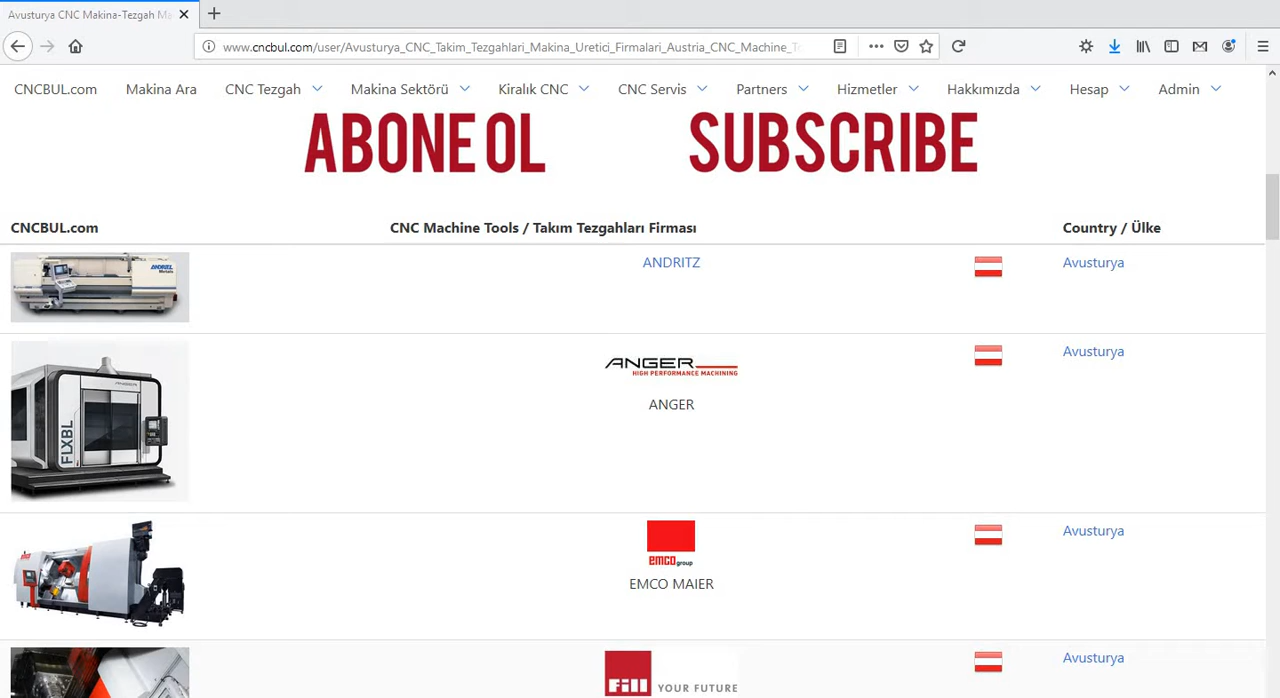 Avusturya CNC Makina-Tezgah Ma
www.cncbul.com/user/Avusturya_CNC_Takim_Tezgahlari_Makina_Uretici_Firmalari_Austria_CNC_Machine_T
CNCBUL.com Makina Ara CNC Tezgah Makina Sektörü Kiralık CNC CNC Servis Partners Hizmetler Hakkımızda Hesap Admin
ABONE OL SUBSCRIBE
CNCBUL.com CNC Machine Tools / Takım Tezgahları Firması Country / Ülke
ANDRITZ Avusturya
ANGER
HIGH PERFORMANCE MACHINING
Avusturya
ANGER
FLXBL
emco group
Avusturya
EMCO MAIER
Fill YOUR FUTURE
Avusturya